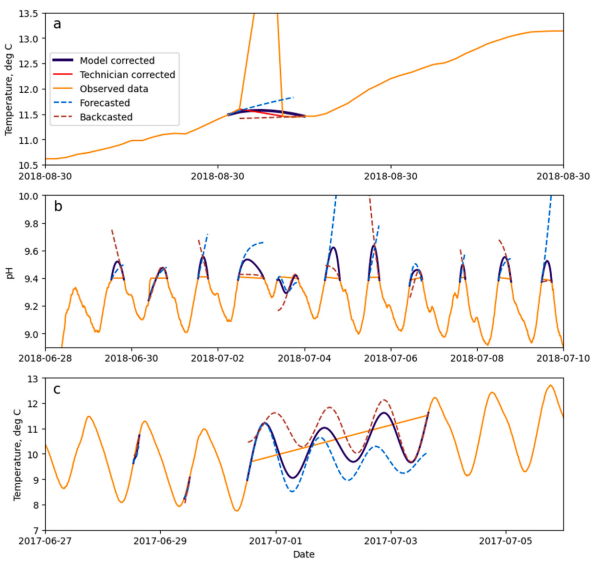 a
13.5
13.0
12.5
12.0
11.5
11.0
10.5
Temperature, deg C
Model corrected
Technician corrected
Observed data
Forecasted
Backcasted
2018-08-30 2018-08-30 2018-08-30 2018-08-30
b
10.0
9.8
9.6
9.4
9.2
9.0
pH
2018-06-28 2018-06-30 2018-07-02 2018-07-04 2018-07-06 2018-07-08 2018-07-10
c
13
12
11
10
9
8
7
Temperature, deg C
2017-06-27 2017-06-29 2017-07-01 2017-07-03 2017-07-05
Date